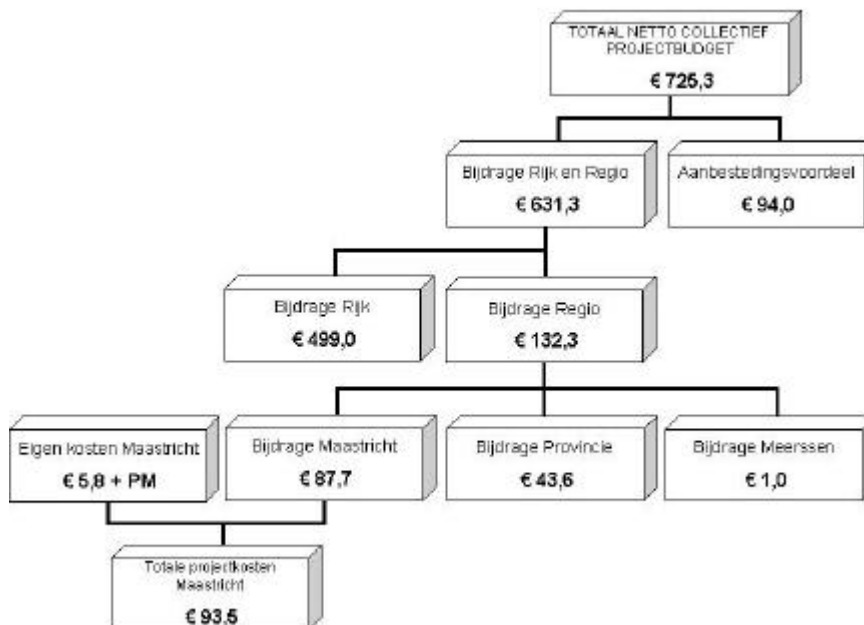 TOTAAL NETTO COLLECTIEF
PROJECTBUDGET
€ 725,3
Bijdrage Rijk en Regio
€ 631,3
Aanbestedingsvoordeel
€ 94,0
Bijdrage Rijk
€ 499,0
Bijdrage Regio
€ 132,3
Eigen kosten Maastricht
€ 5,8 + PM
Bijdrage Maastricht
€ 87,7
Bijdrage Provincie
€ 43,6
Bijdrage Meerssen
€ 1,0
Totale projectkosten
Maastricht
€ 93,5